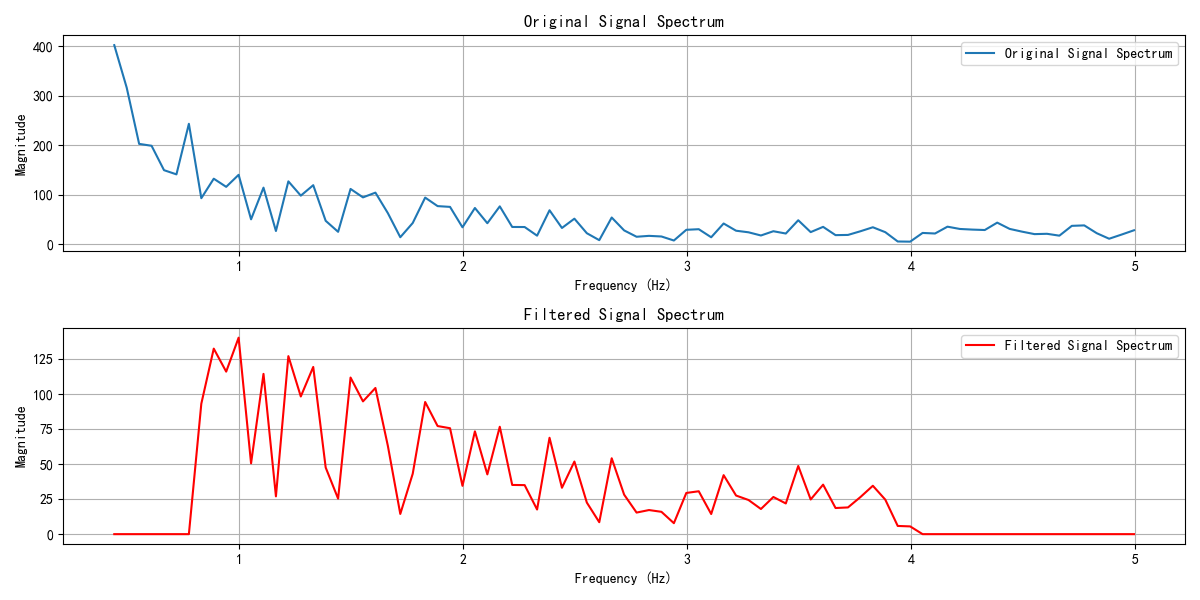 Original Signal Spectrum
Original Signal Spectrum
400
300
200
100
0
Magnitude
1 2 3 4 5
Frequency (Hz)
Filtered Signal Spectrum
Filtered Signal Spectrum
125
100
75
50
25
0
Magnitude
1 2 3 4 5
Frequency (Hz)